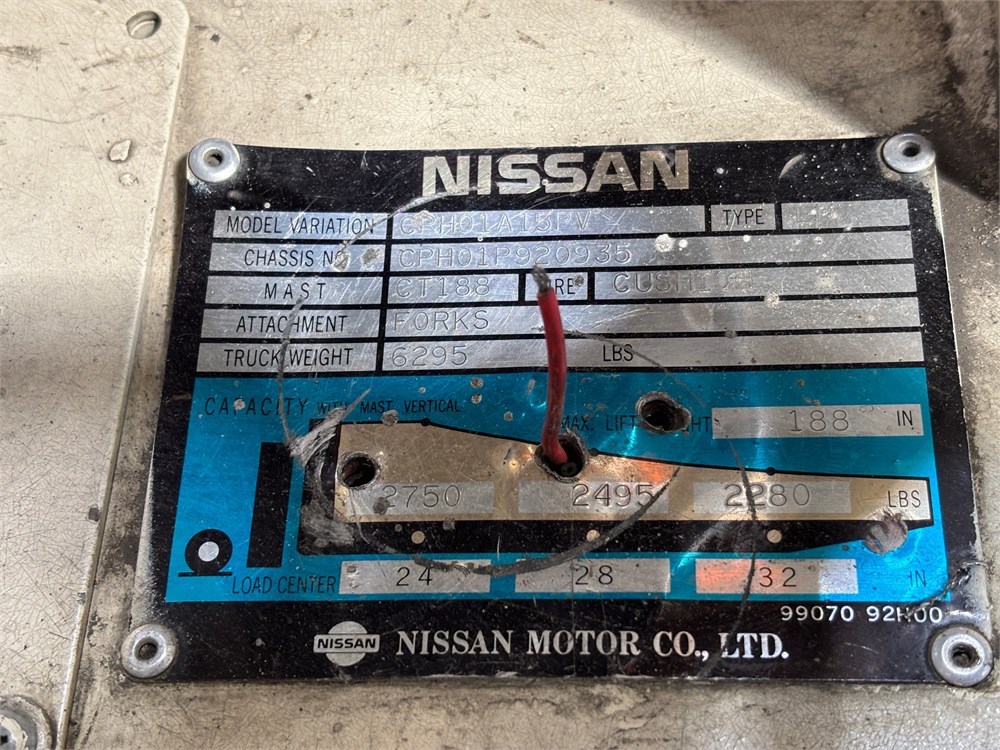 NISSAN
MODEL VARIATION CPH01A15PV TYPE
CHASSIS NO. CPH01P920935
MAST CT188 CUSHION
ATTACHMENT FORKS
TRUCK WEIGHT 6295 LBS
CAPACITY WITH MAST VERTICAL
MAX. LIFT 188 IN
2750 2495 2280 LBS
LOAD CENTER 24 28 32 IN
99070 92H00
NISSAN NISSAN MOTOR CO., LTD.